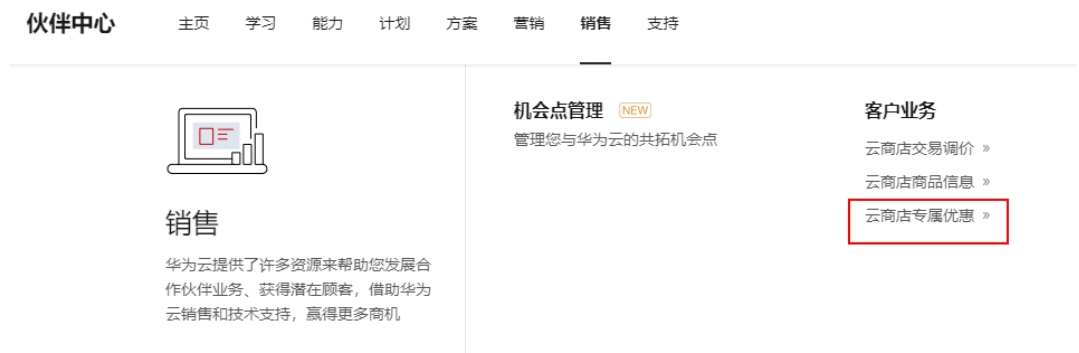 伙伴中心 主页 学习 能力 计划 方案 营销 销售 支持
机会点管理 NEW
管理您与华为云的共拓机会点
客户业务
云商店交易调价 »
云商店商品信息 »
云商店专属优惠 »
销售
华为云提供了许多资源来帮助您发展合
作伙伴业务、获得潜在顾客，借助华为
云销售和技术支持，赢得更多商机